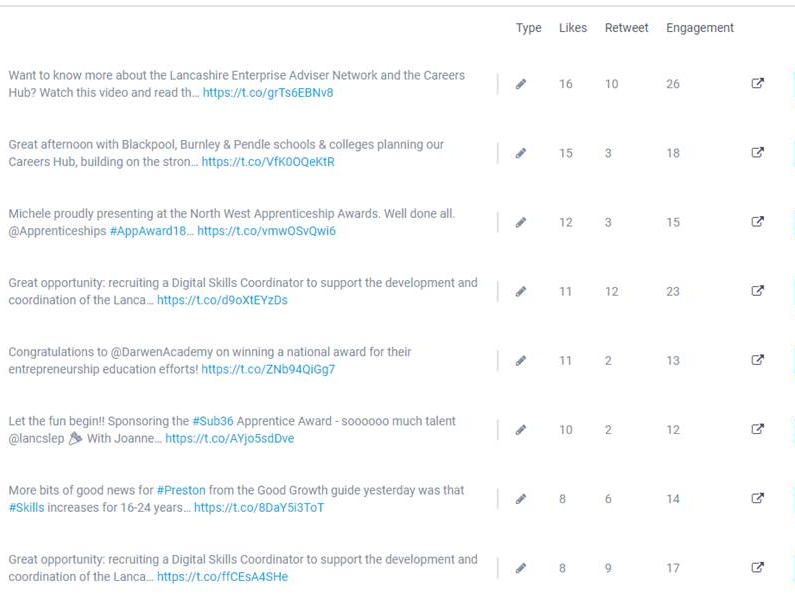 Type Likes Retweet Engagement
Want to know more about the Lancashire Enterprise Adviser Network and the Careers
Hub? Watch this video and read th… https://t.co/grTs6EBNv8
16 10 26
Great afternoon with Blackpool, Burnley & Pendle schools & colleges planning our
Careers Hub, building on the stron… https://t.co/VfK0OQeKtR
15 3 18
Michele proudly presenting at the North West Apprenticeship Awards. Well done all.
@Apprenticeships #AppAward18… https://t.co/vmwOSvQwi6
12 3 15
Great opportunity: recruiting a Digital Skills Coordinator to support the development and
coordination of the Lanca… https://t.co/d9oXtEYzDs
11 12 23
Congratulations to @DarwenAcademy on winning a national award for their
entrepreneurship education efforts! https://t.co/ZNb94QiGg7
11 2 13
Let the fun begin!! Sponsoring the #Sub36 Apprentice Award - soooooo much talent
@lancslep 🎉 With Joanne… https://t.co/AYjo5sdDve
10 2 12
More bits of good news for #Preston from the Good Growth guide yesterday was that
#Skills increases for 16-24 years… https://t.co/8DaY5i3ToT
8 6 14
Great opportunity: recruiting a Digital Skills Coordinator to support the development and
coordination of the Lanca… https://t.co/ffCEsA4SHe
8 9 17